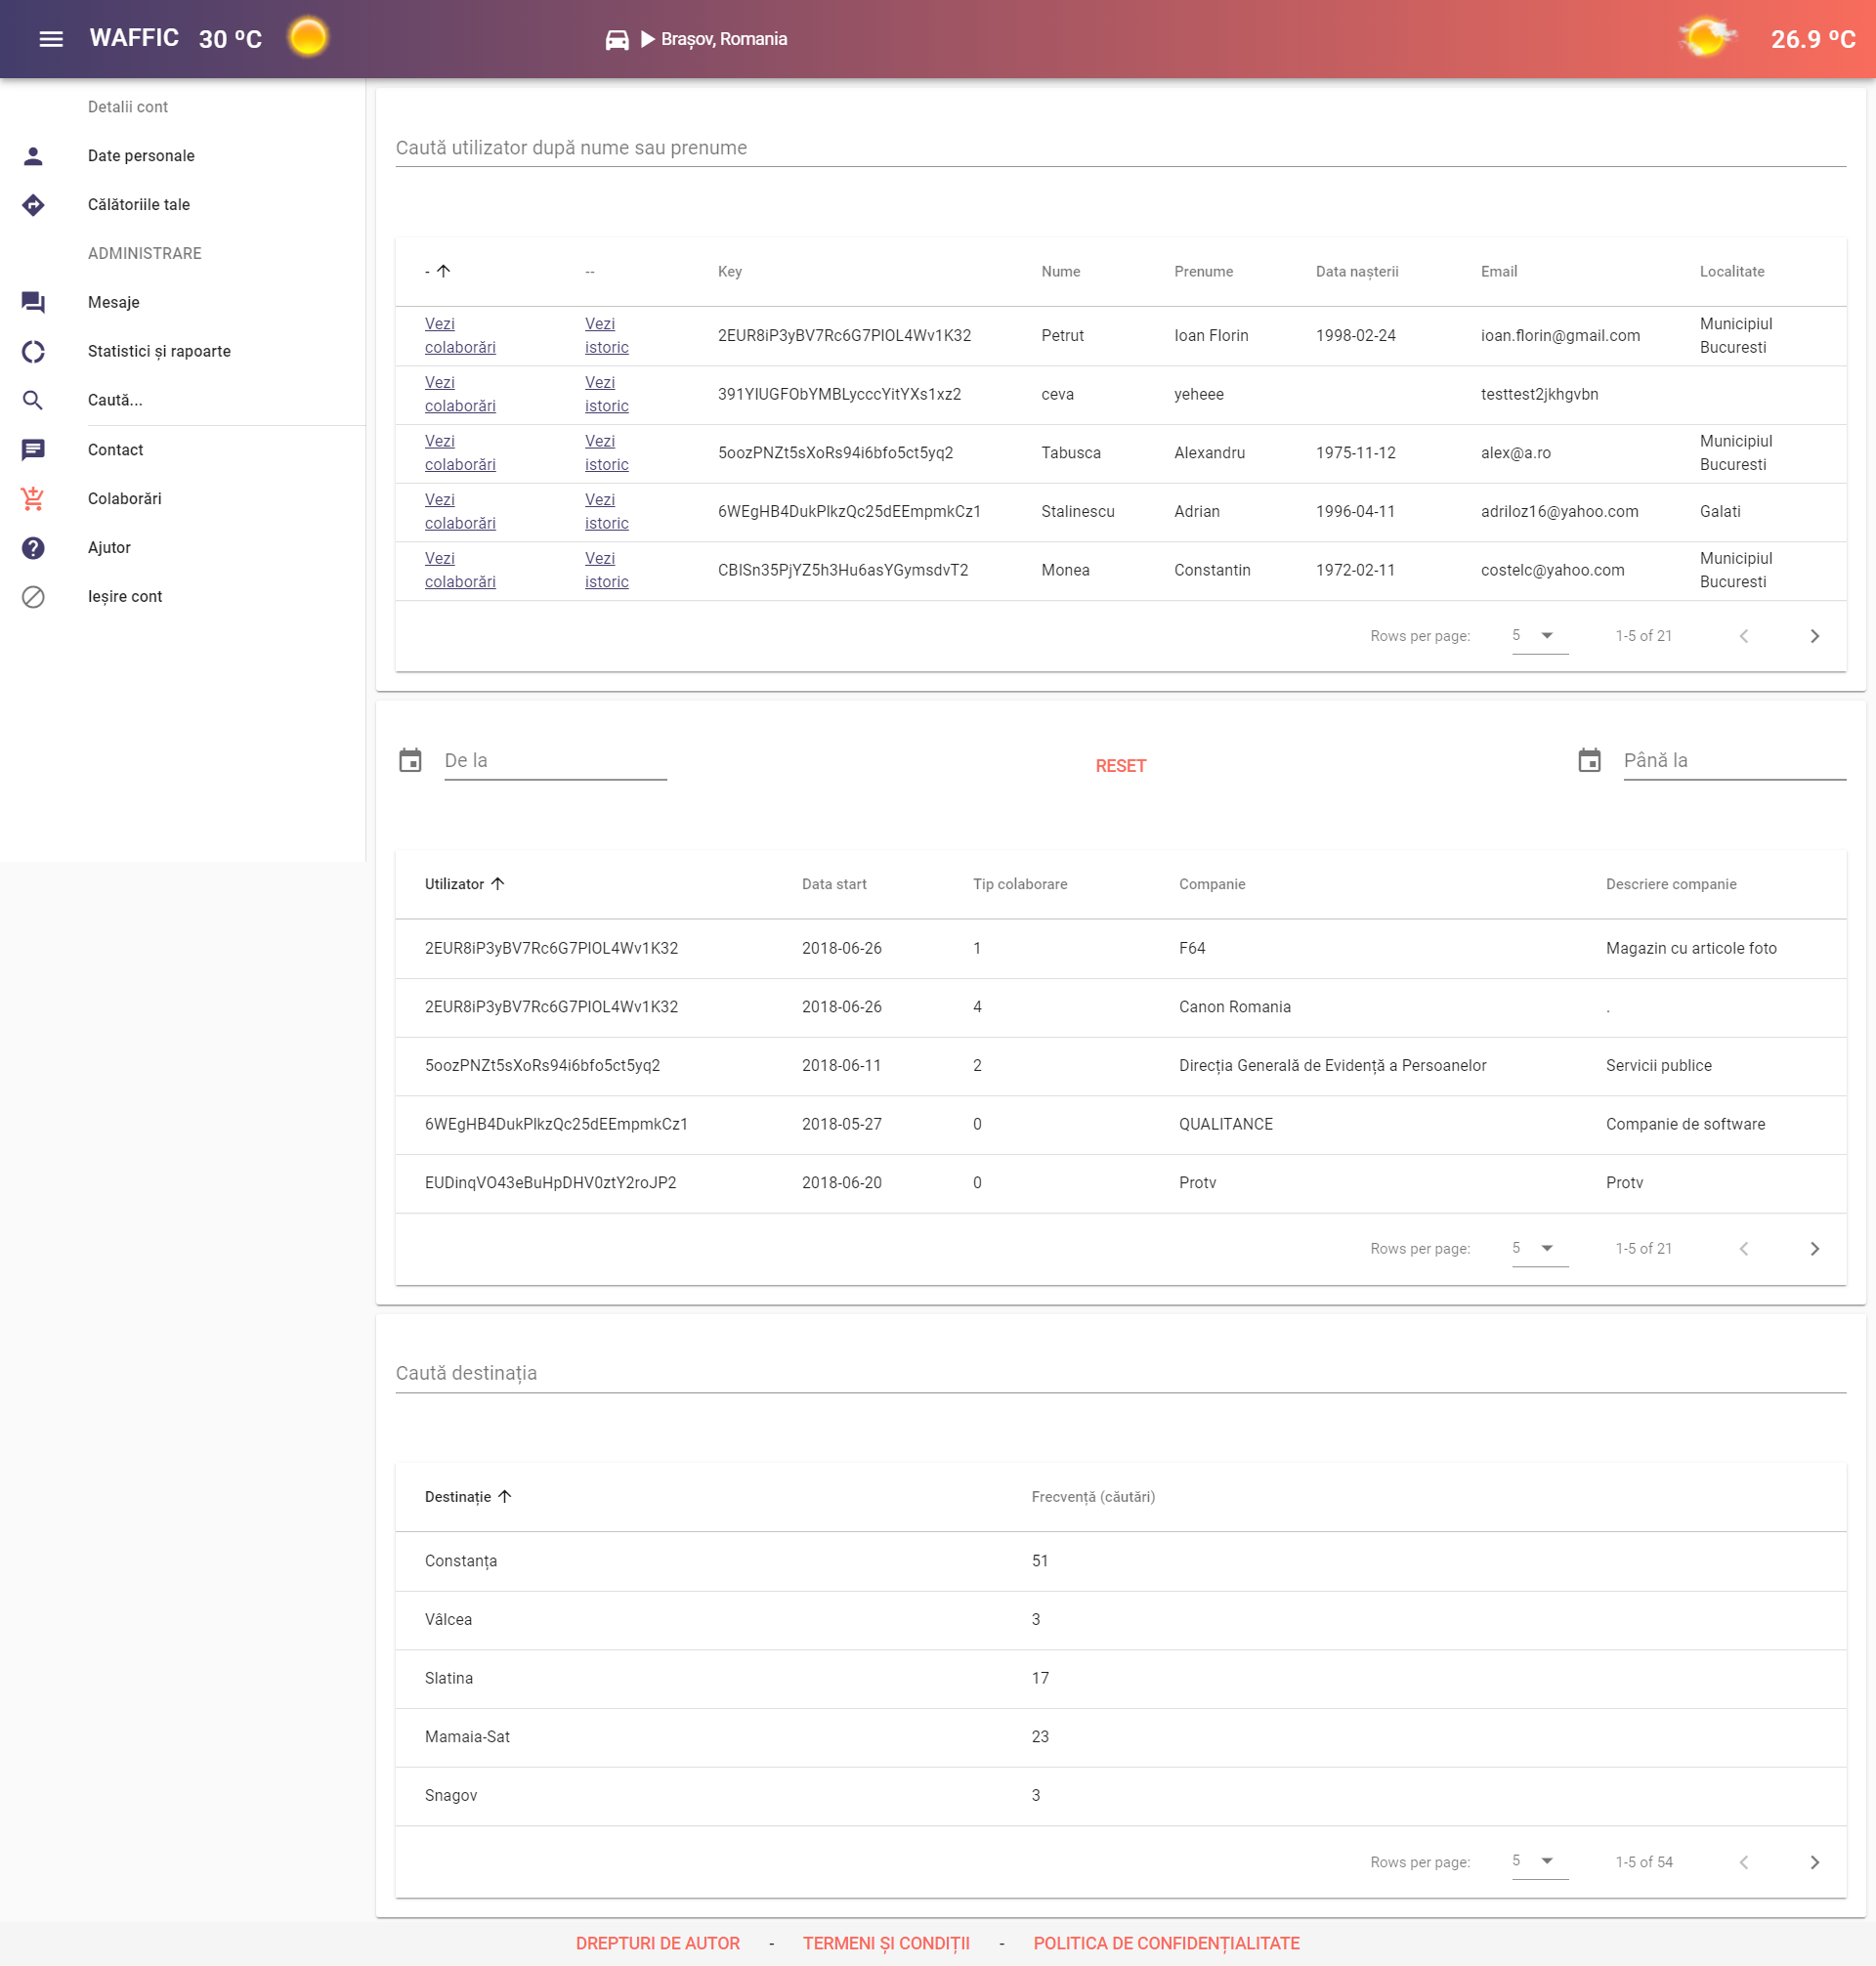 WAFFIC 30 ºC Brașov, Romania 26.9 ºC
Detalii cont
Date personale
Călătoriile tale
ADMINISTRARE
Mesaje
Statistici și rapoarte
Caută...
Contact
Colaborări
Ajutor
Ieșire cont
Caută utilizator după nume sau prenume
- -- Key Nume Prenume Data nașterii Email Localitate
Vezi colaborări Vezi istoric 2EUR8iP3yBV7Rc6G7PlOL4Wv1K32 Petrut Ioan Florin 1998-02-24 ioan.florin@gmail.com Municipiul Bucuresti
Vezi colaborări Vezi istoric 391YlUGFObYMBLycccYitYXs1xz2 ceva yeheee testtest2jkhgvbn
Vezi colaborări Vezi istoric 5oozPNZt5sXoRs94i6bfo5ct5yq2 Tabusca Alexandru 1975-11-12 alex@a.ro Municipiul Bucuresti
Vezi colaborări Vezi istoric 6WEgHB4DukPlkzQc25dEEmpmkCz1 Stalinescu Adrian 1996-04-11 adriloz16@yahoo.com Galati
Vezi colaborări Vezi istoric CBISn35PjYZ5h3Hu6asYGymsdvT2 Monea Constantin 1972-02-11 costelc@yahoo.com Municipiul Bucuresti
Rows per page: 5 1-5 of 21
De la RESET Până la
Utilizator Data start Tip colaborare Companie Descriere companie
2EUR8iP3yBV7Rc6G7PlOL4Wv1K32 2018-06-26 1 F64 Magazin cu articole foto
2EUR8iP3yBV7Rc6G7PlOL4Wv1K32 2018-06-26 4 Canon Romania .
5oozPNZt5sXoRs94i6bfo5ct5yq2 2018-06-11 2 Direcția Generală de Evidență a Persoanelor Servicii publice
6WEgHB4DukPlkzQc25dEEmpmkCz1 2018-05-27 0 QUALITANCE Companie de software
EUDinqVO43eBuHpDHV0ztY2roJP2 2018-06-20 0 Protv Protv
Rows per page: 5 1-5 of 21
Caută destinația
Destinație Frecvență (căutări)
Constanța 51
Vâlcea 3
Slatina 17
Mamaia-Sat 23
Snagov 3
Rows per page: 5 1-5 of 54
DREPTURI DE AUTOR - TERMENI ȘI CONDIȚII - POLITICA DE CONFIDENȚIALITATE